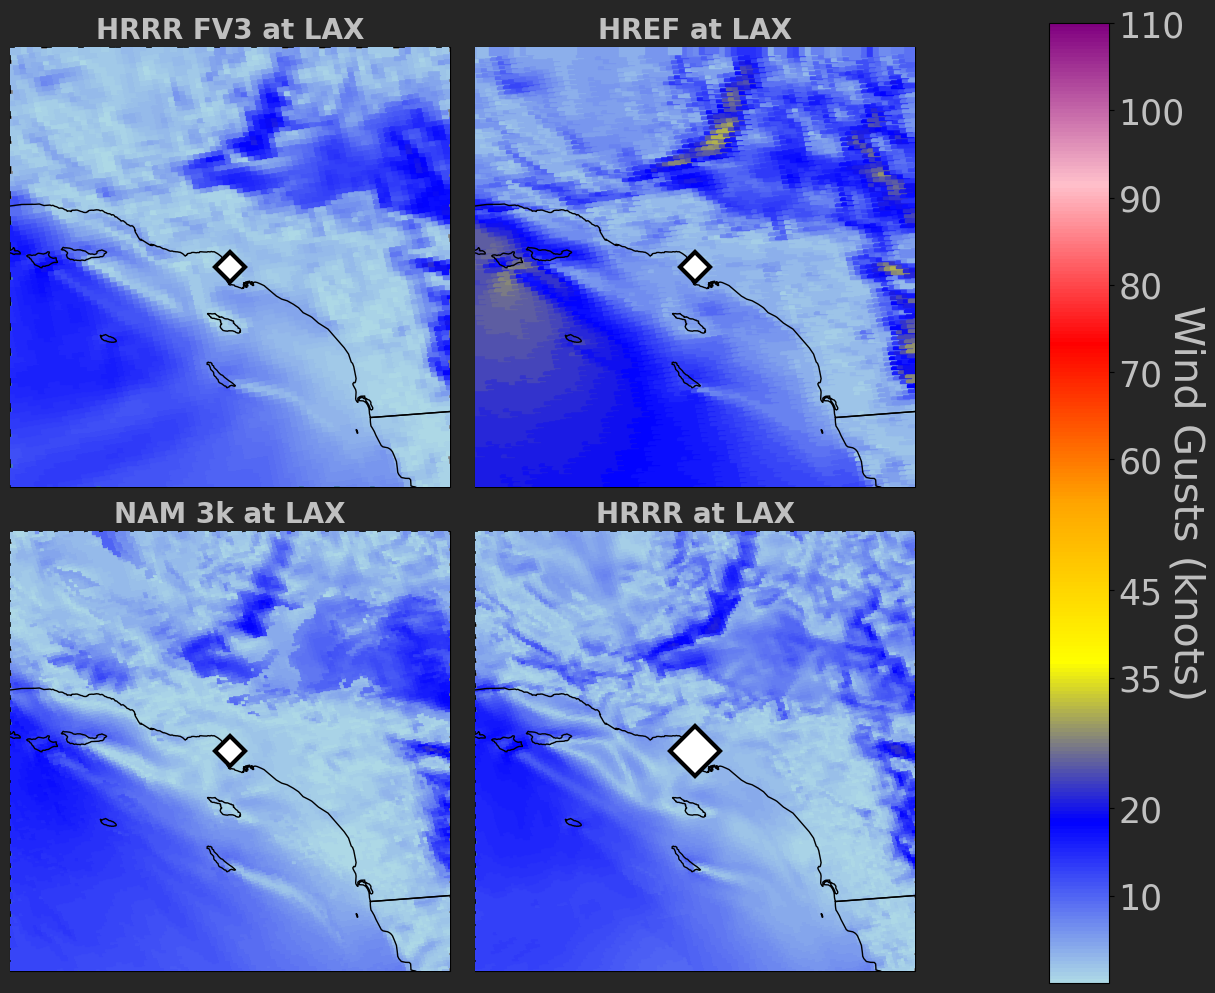 HRRR FV3 at LAX
HREF at LAX
NAM 3k at LAX
HRRR at LAX
110
100
90
80
70
60
45
35
20
10
Wind Gusts (knots)